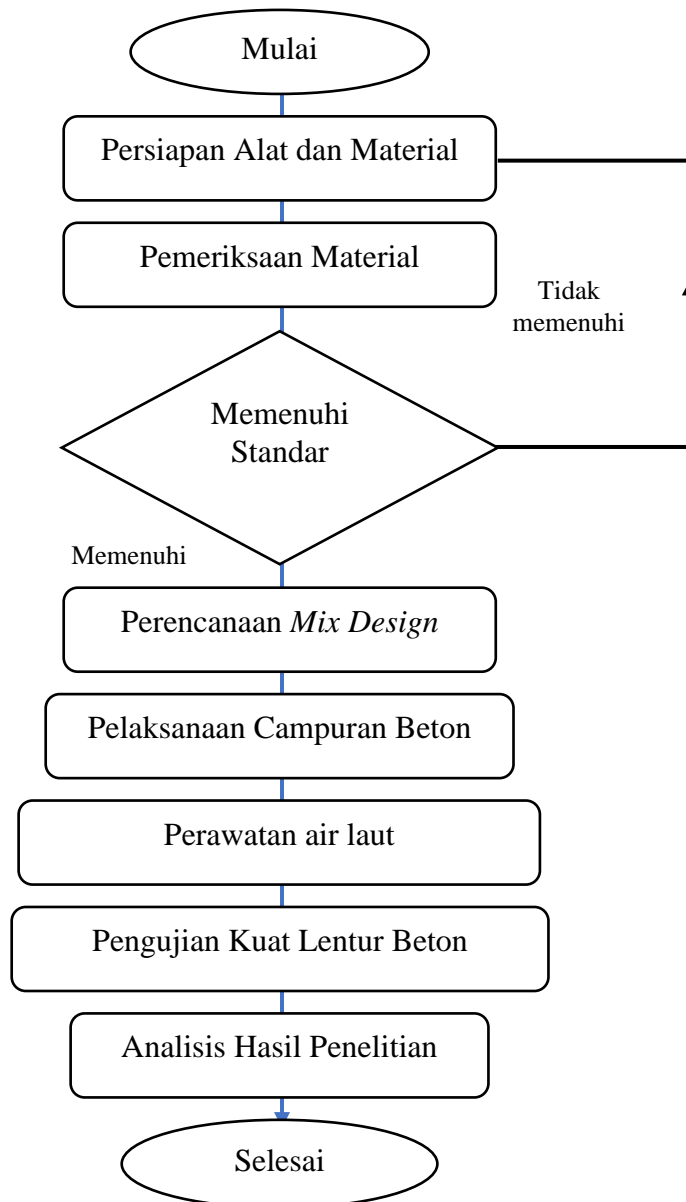 Mulai
Persiapan Alat dan Material
Pemeriksaan Material
Tidak
memenuhi
Memenuhi
Standar
Memenuhi
Perencanaan Mix Design
Pelaksanaan Campuran Beton
Perawatan air laut
Pengujian Kuat Lentur Beton
Analisis Hasil Penelitian
Selesai